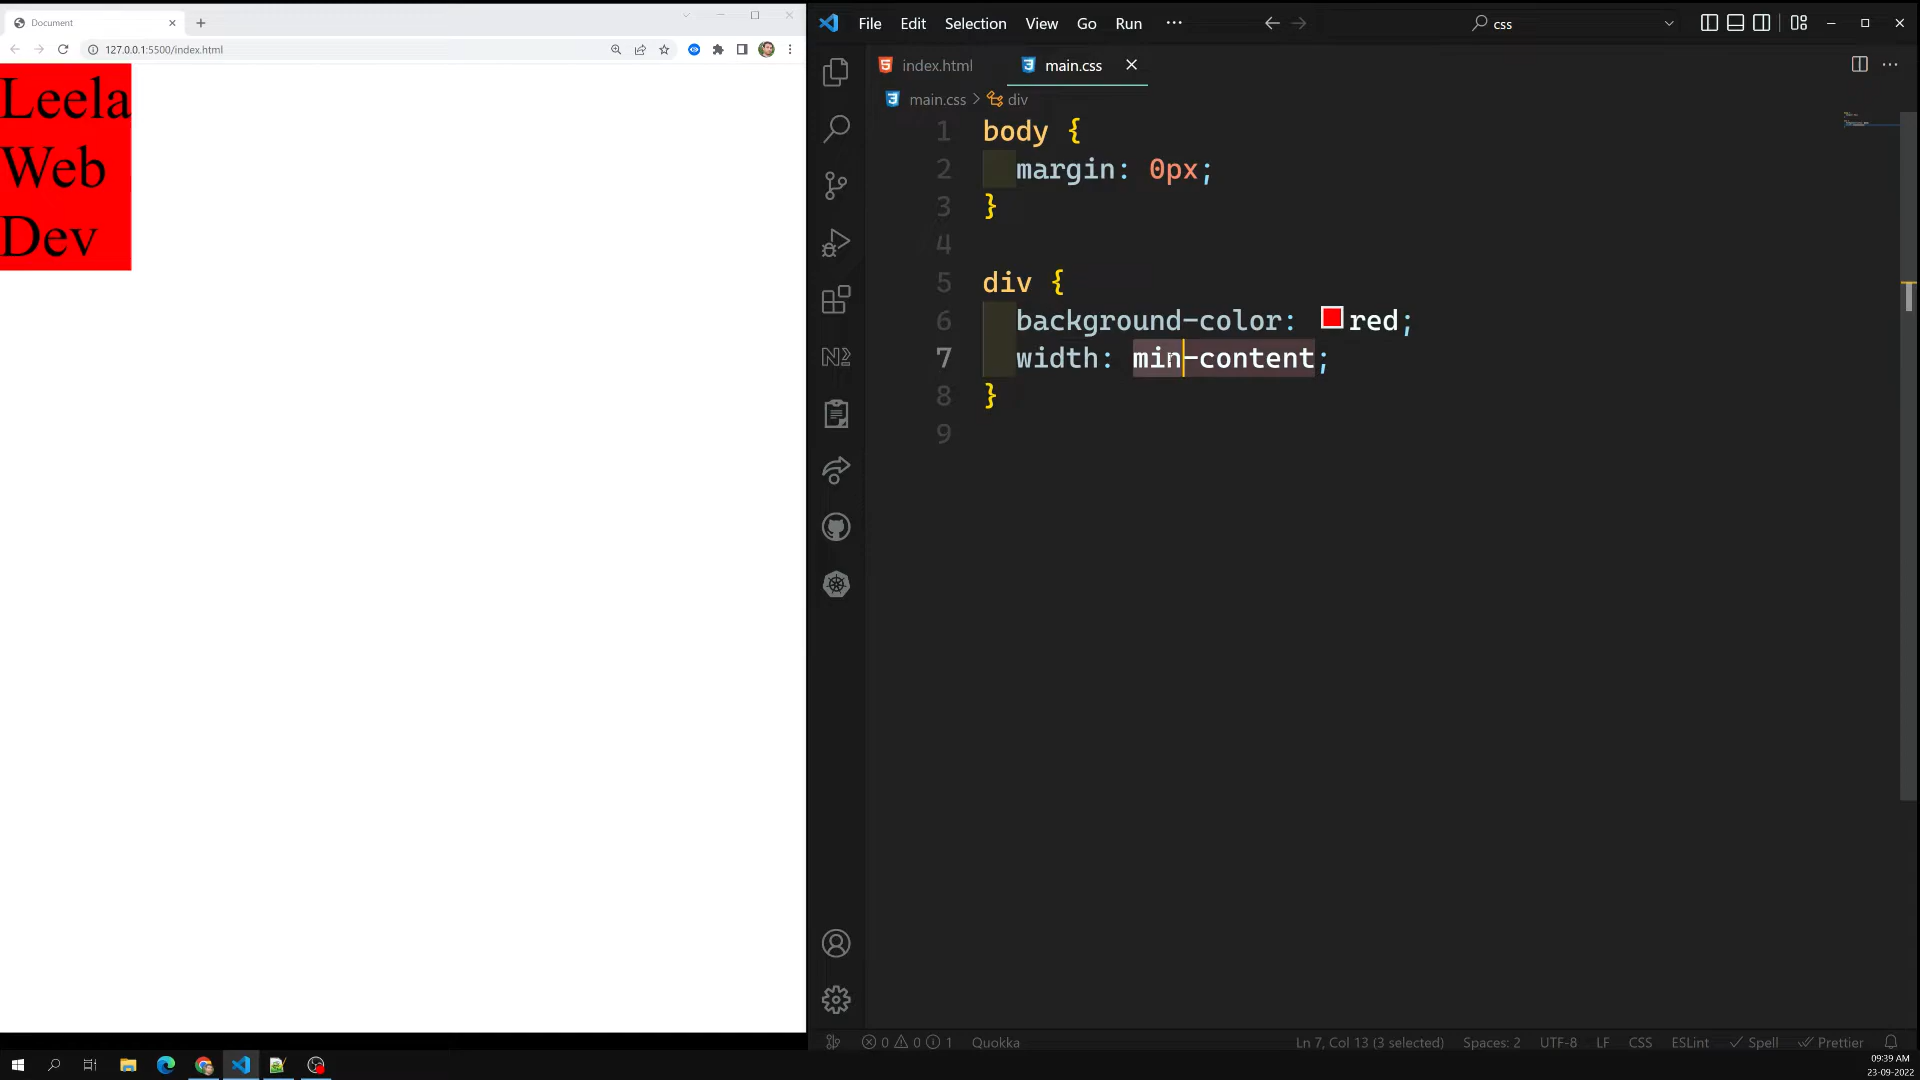 Document
127.0.0.1:5500/index.html
Leela
Web
Dev
File Edit Selection View Go Run ···
css
index.html
main.css
main.css > div
1 body {
2 margin: 0px;
3 }
4
5 div {
6 background-color: red;
7 width: min-content;
8 }
9
0 0 1 Quokka
Ln 7, Col 13 (3 selected) Spaces: 2 UTF-8 LF CSS ESLint Spell Prettier
09:39 AM
23-09-2022